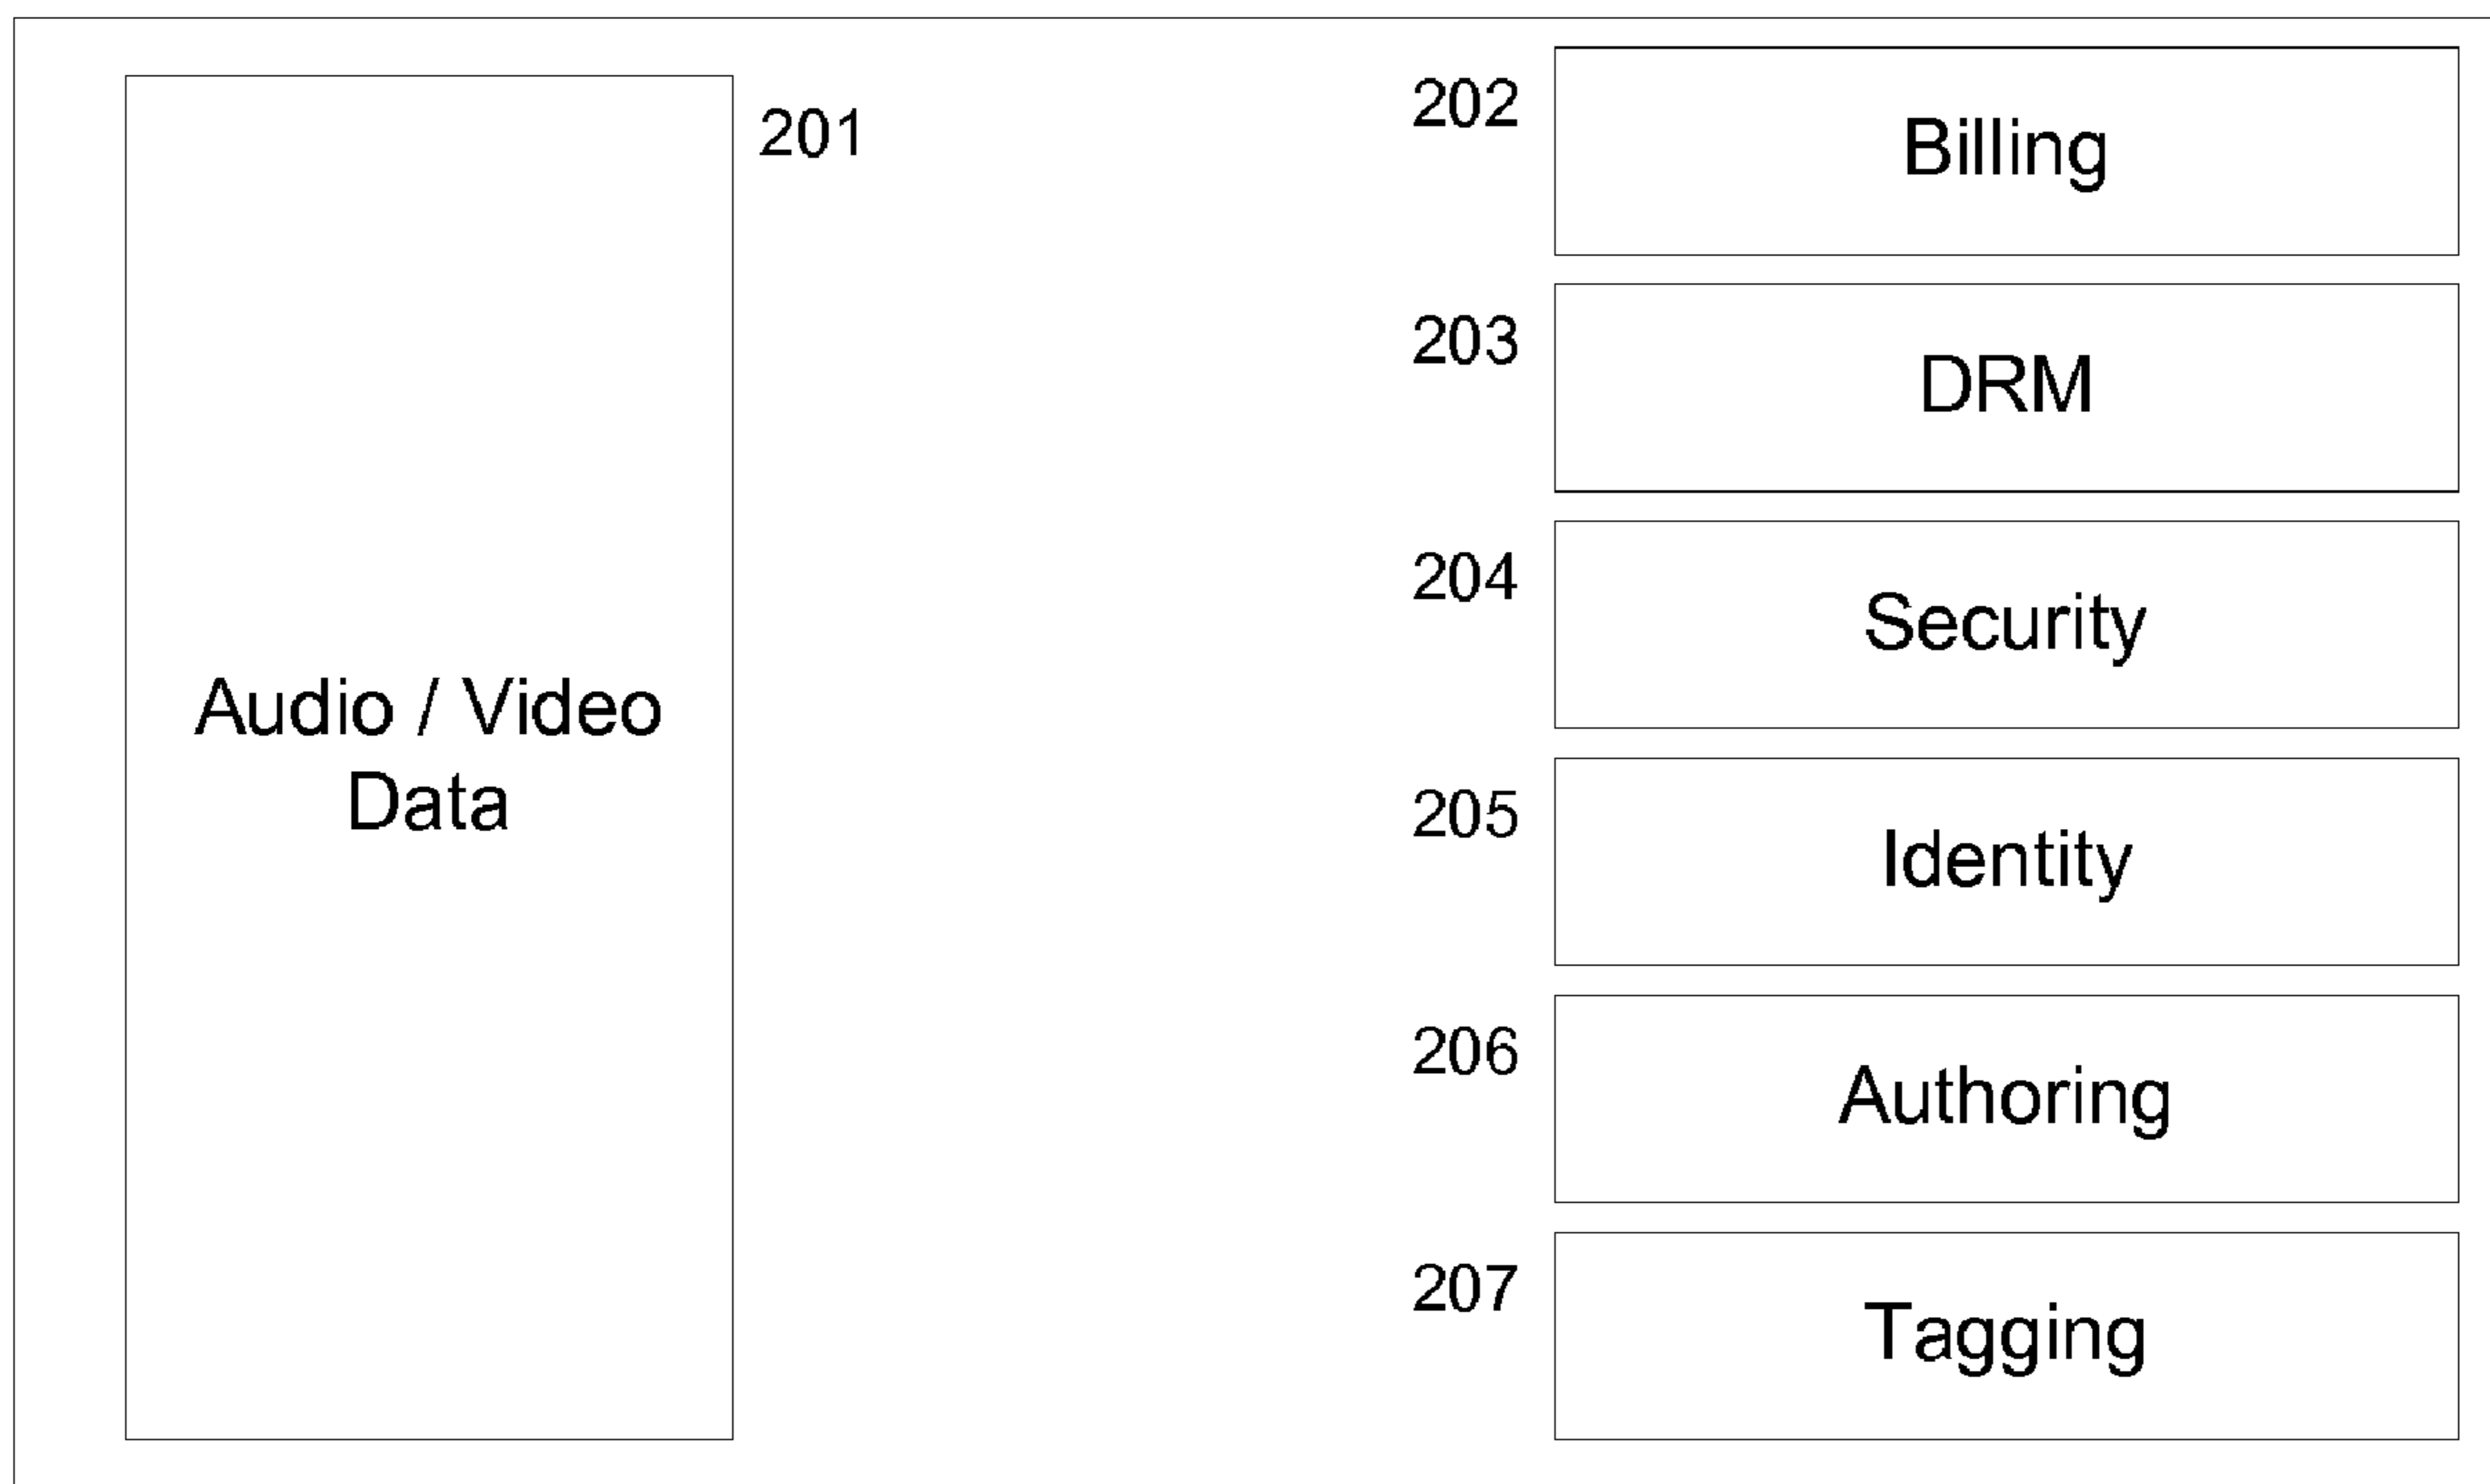 201
Audio / Video
Data
202
Billing
203
DRM
204
Security
205
Identity
206
Authoring
207
Tagging